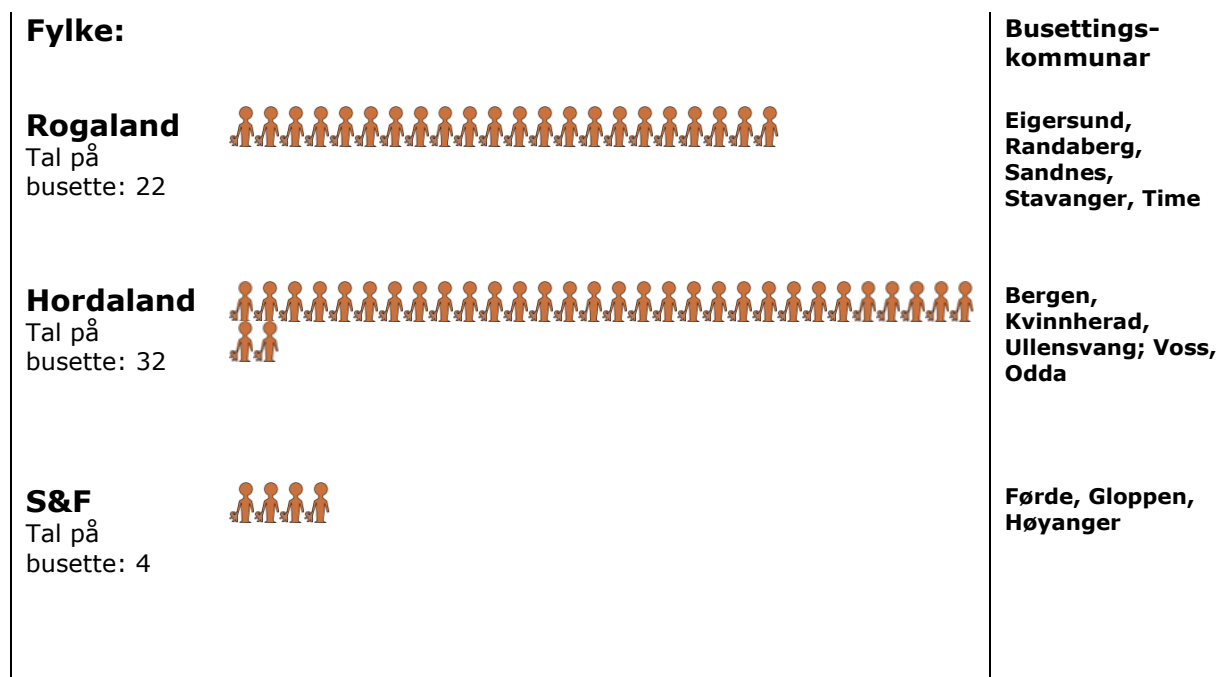 Fylke:
Busettings-
kommunar
Rogaland
Tal på
busette: 22
Eigersund,
Randaberg,
Sandnes,
Stavanger, Time
Hordaland
Tal på
busette: 32
Bergen,
Kvinnherad,
Ullensvang; Voss,
Odda
S&F
Tal på
busette: 4
Førde, Gloppen,
Høyanger